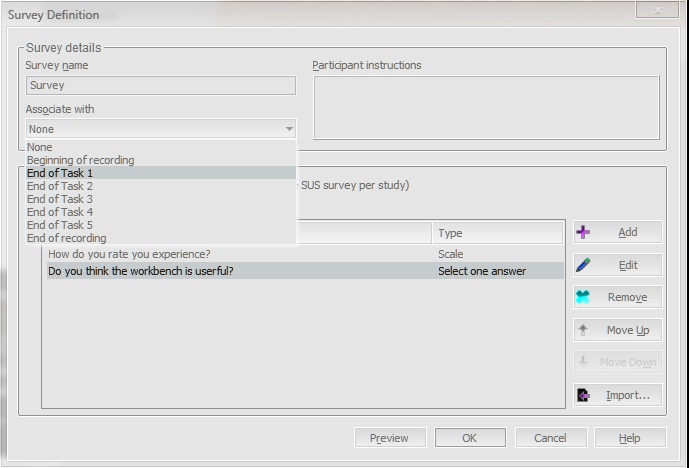 Survey Definition
Survey details
Survey name
Participant instructions
Survey
Associate with
None
None
Beginning of recording
End of Task 1
End of Task 2
End of Task 3
End of Task 4
End of Task 5
End of recording
SUS survey per study)
Type
How do you rate you experience?
Scale
Do you think the workbench is userful?
Select one answer
Add
Edit
Remove
Move Up
Move Down
Import...
Preview
OK
Cancel
Help